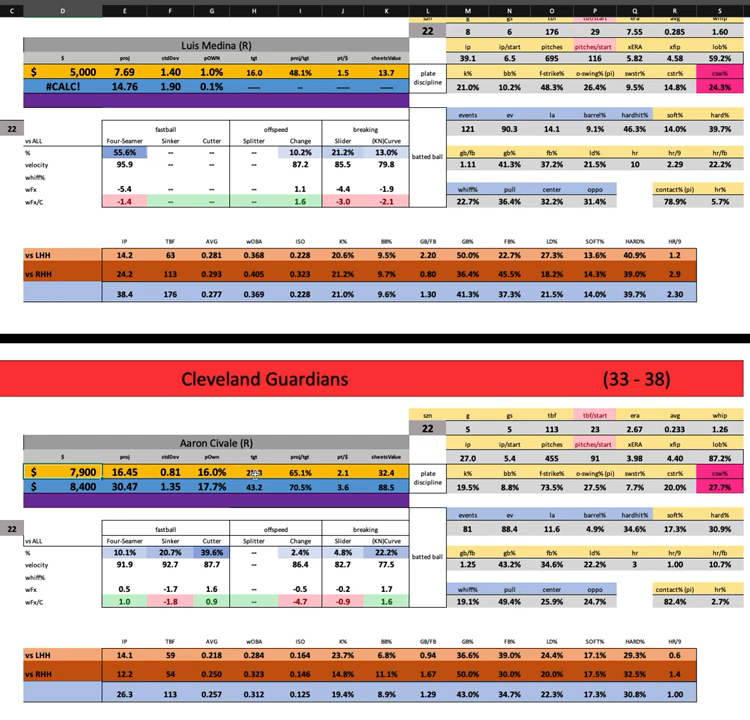 C D E F G H I J K L M N O P Q R S
szn g gs tbf tbf/start era avg whip
22 8 6 176 29 7.55 0.285 1.60
Luis Medina (R) ip ip/start pitches pitches/start xERA xfip lob%
$ proj stdDev pOWN tgt proj/tgt pt/$ sheetsValue 39.1 6.5 695 116 5.82 4.58 59.2%
$ 5,000 7.69 1.40 1.0% 16.0 48.1% 1.5 13.7 plate discipline k% bb% f-strike% o-swing% (pi) swstr% cstr% csw%
#CALC! 14.76 1.90 0.1% ---- ---- ---- ---- 21.0% 10.2% 48.3% 26.4% 9.5% 14.8% 24.3%
events ev la barrel% hardhit% soft% hard%
22 fastball offspeed breaking 121 90.3 14.1 9.1% 46.3% 14.0% 39.7%
vs ALL Four-Seamer Sinker Cutter Splitter Change Slider (KN)Curve batted ball
% 55.6% -- -- -- 10.2% 21.2% 13.0% gb/fb gb% fb% ld% hr hr/9 hr/fb
velocity 95.9 -- -- -- 87.2 85.5 79.8 1.11 41.3% 37.2% 21.5% 10 2.29 22.2%
whiff%
wFx -5.4 -- -- -- 1.1 -4.4 -1.9 whiff% pull center oppo contact% (pi) hr%
wFx/C -1.4 -- -- -- 1.6 -3.0 -2.1 22.7% 36.4% 32.2% 31.4% 78.9% 5.7%
IP TBF AVG wOBA ISO K% BB% GB/FB GB% FB% LD% SOFT% HARD% HR/9
vs LHH 14.2 63 0.281 0.368 0.228 20.6% 9.5% 2.20 50.0% 22.7% 27.3% 13.6% 40.9% 1.2
vs RHH 24.2 113 0.293 0.405 0.323 21.2% 9.7% 0.80 36.4% 45.5% 18.2% 14.3% 39.0% 2.9
38.4 176 0.277 0.369 0.228 21.0% 9.6% 1.30 41.3% 37.3% 21.5% 14.0% 39.7% 2.30
Cleveland Guardians (33 - 38)
szn g gs tbf tbf/start era avg whip
22 5 5 113 23 2.67 0.233 1.26
Aaron Civale (R) ip ip/start pitches pitches/start xERA xfip lob%
$ proj stdDev pOwn tgt proj/tgt pt/$ sheetsValue 27.0 5.4 455 91 3.98 4.40 87.2%
$ 7,900 16.45 0.81 16.0% 65.1% 2.1 32.4 plate discipline k% bb% f-strike% o-swing% (pi) swstr% cstr% csw%
$ 8,400 30.47 1.35 17.7% 43.2 70.5% 3.6 88.5 19.5% 8.8% 73.5% 27.5% 7.7% 20.0% 27.7%
events ev la barrel% hardhit% soft% hard%
22 fastball offspeed breaking 81 88.4 11.6 4.9% 34.6% 17.3% 30.9%
vs ALL Four-Seamer Sinker Cutter Splitter Change Slider (KN)Curve batted ball
% 10.1% 20.7% 39.6% -- 2.4% 4.8% 22.2% gb/fb gb% fb% ld% hr hr/9 hr/fb
velocity 91.9 92.7 87.7 -- 86.4 82.7 77.5 1.25 43.2% 34.6% 22.2% 3 1.00 10.7%
whiff%
wFx 0.5 -1.7 1.6 -- -0.5 -0.2 1.7 whiff% pull center oppo contact% (pi) hr%
wFx/C 1.0 -1.8 0.9 -- -4.7 -0.9 1.6 19.1% 49.4% 25.9% 24.7% 82.4% 2.7%
IP TBF AVG wOBA ISO K% BB% GB/FB GB% FB% LD% SOFT% HARD% HR/9
vs LHH 14.1 59 0.218 0.284 0.164 23.7% 6.8% 0.94 36.6% 39.0% 24.4% 17.1% 29.3% 0.6
vs RHH 12.2 54 0.250 0.323 0.125 14.8% 11.1% 1.67 50.0% 30.0% 20.0% 17.5% 32.5% 1.4
26.3 113 0.257 0.312 0.146 19.4% 8.9% 1.29 43.0% 34.7% 22.3% 17.3% 30.8% 1.00